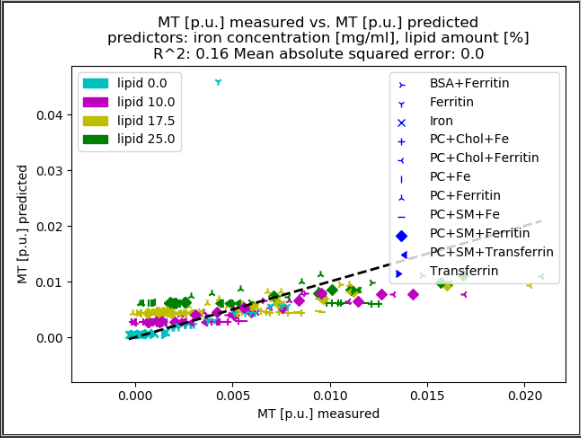 MT [p.u.] measured vs. MT [p.u.] predicted
predictors: iron concentration [mg/ml], lipid amount [%]
R^2: 0.16 Mean absolute squared error: 0.0
lipid 0.0
lipid 10.0
lipid 17.5
lipid 25.0
BSA+Ferritin
Ferritin
Iron
PC+Chol+Fe
PC+Chol+Ferritin
PC+Fe
PC+Ferritin
PC+SM+Fe
PC+SM+Ferritin
PC+SM+Transferrin
Transferrin
MT [p.u.] predicted
0.04
0.03
0.02
0.01
0.00
0.000
0.005
0.010
0.015
0.020
MT [p.u.] measured